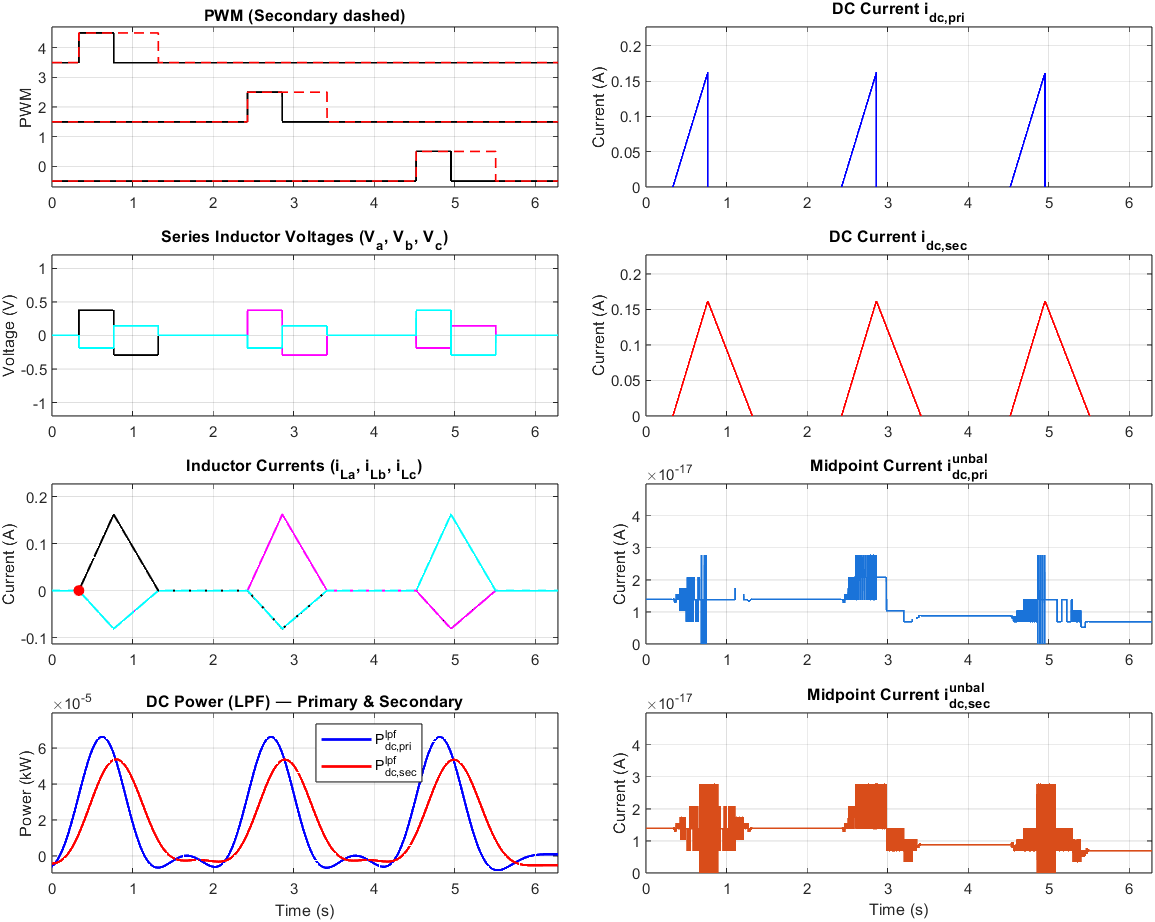 PWM (Secondary dashed)
PWM
4
3
2
1
0
0 1 2 3 4 5 6
DC Current i_dc,pri
Current (A)
0.2
0.15
0.1
0.05
0
0 1 2 3 4 5 6
Series Inductor Voltages (V_a, V_b, V_c)
Voltage (V)
1
0.5
0
-0.5
-1
0 1 2 3 4 5 6
DC Current i_dc,sec
Current (A)
0.2
0.15
0.1
0.05
0
0 1 2 3 4 5 6
Inductor Currents (i_La, i_Lb, i_Lc)
Current (A)
0.2
0.1
0
-0.1
0 1 2 3 4 5 6
Midpoint Current i_dc,pri^unbal
×10^-17
Current (A)
4
3
2
1
0
0 1 2 3 4 5 6
DC Power (LPF) — Primary & Secondary
×10^-5
Power (kW)
6
4
2
0
P_dc,pri^lpf
P_dc,sec^lpf
0 1 2 3 4 5 6
Time (s)
Midpoint Current i_dc,sec^unbal
×10^-17
Current (A)
4
3
2
1
0
0 1 2 3 4 5 6
Time (s)